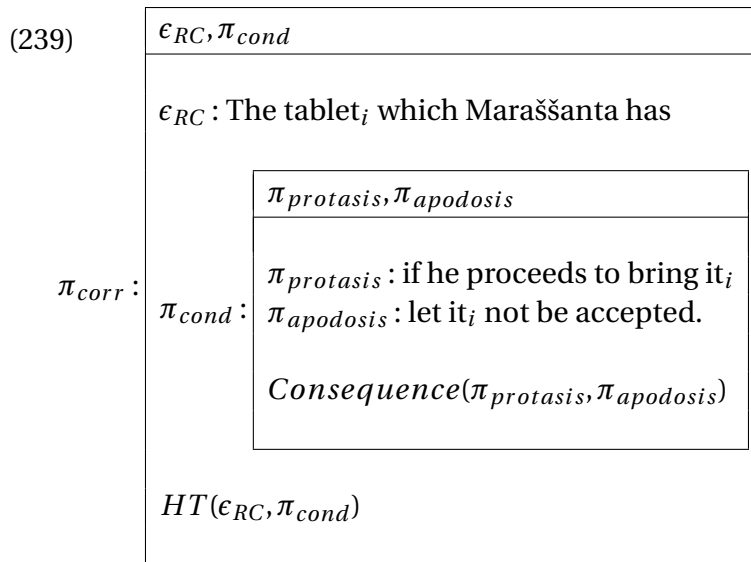 (239)
ϵ_RC, π_cond
ϵ_RC : The tablet_i which Maraššanta has
π_protasis, π_apodosis
π_protasis : if he proceeds to bring it_i
π_corr :
π_cond :
π_apodosis : let it_i not be accepted.
Consequence(π_protasis, π_apodosis)
HT(ϵ_RC, π_cond)